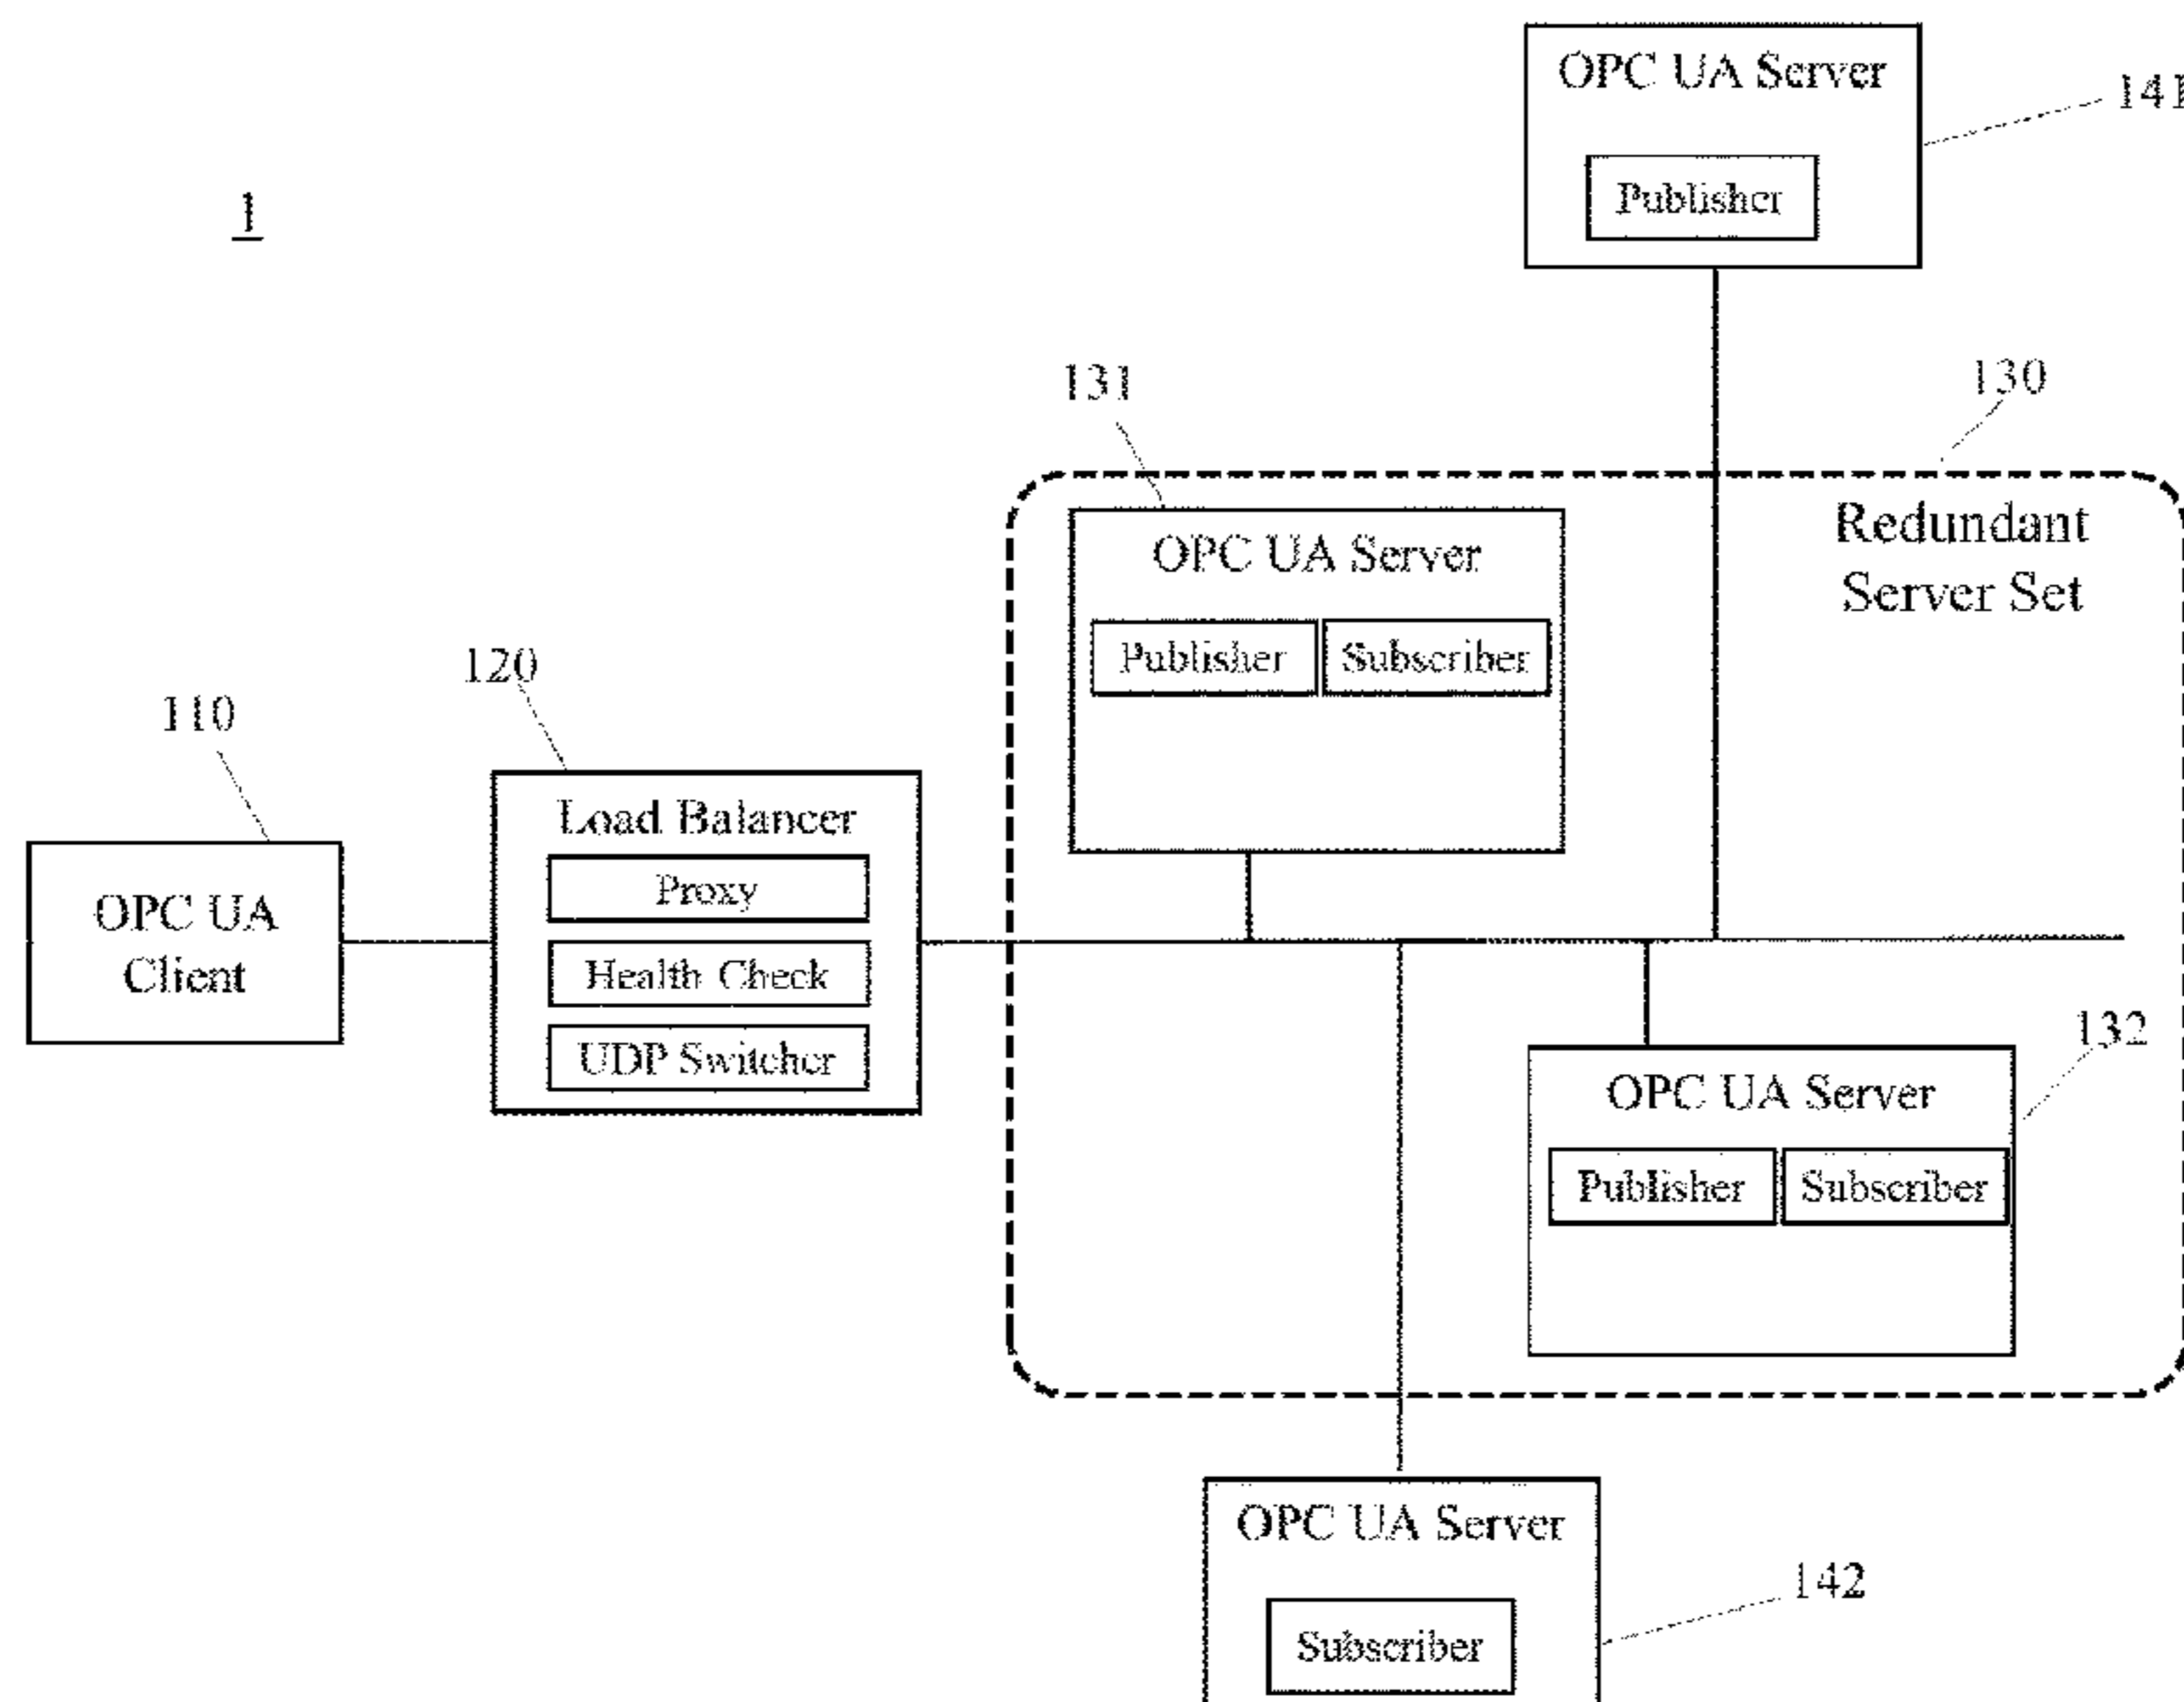 OPC UA Server
141
Publisher
1
131
130
Redundant
Server Set
OPC UA Server
Publisher
Subscriber
120
110
Load Balancer
Proxy
Health Check
UDP Switcher
OPC UA
Client
132
OPC UA Server
Publisher
Subscriber
OPC UA Server
142
Subscriber